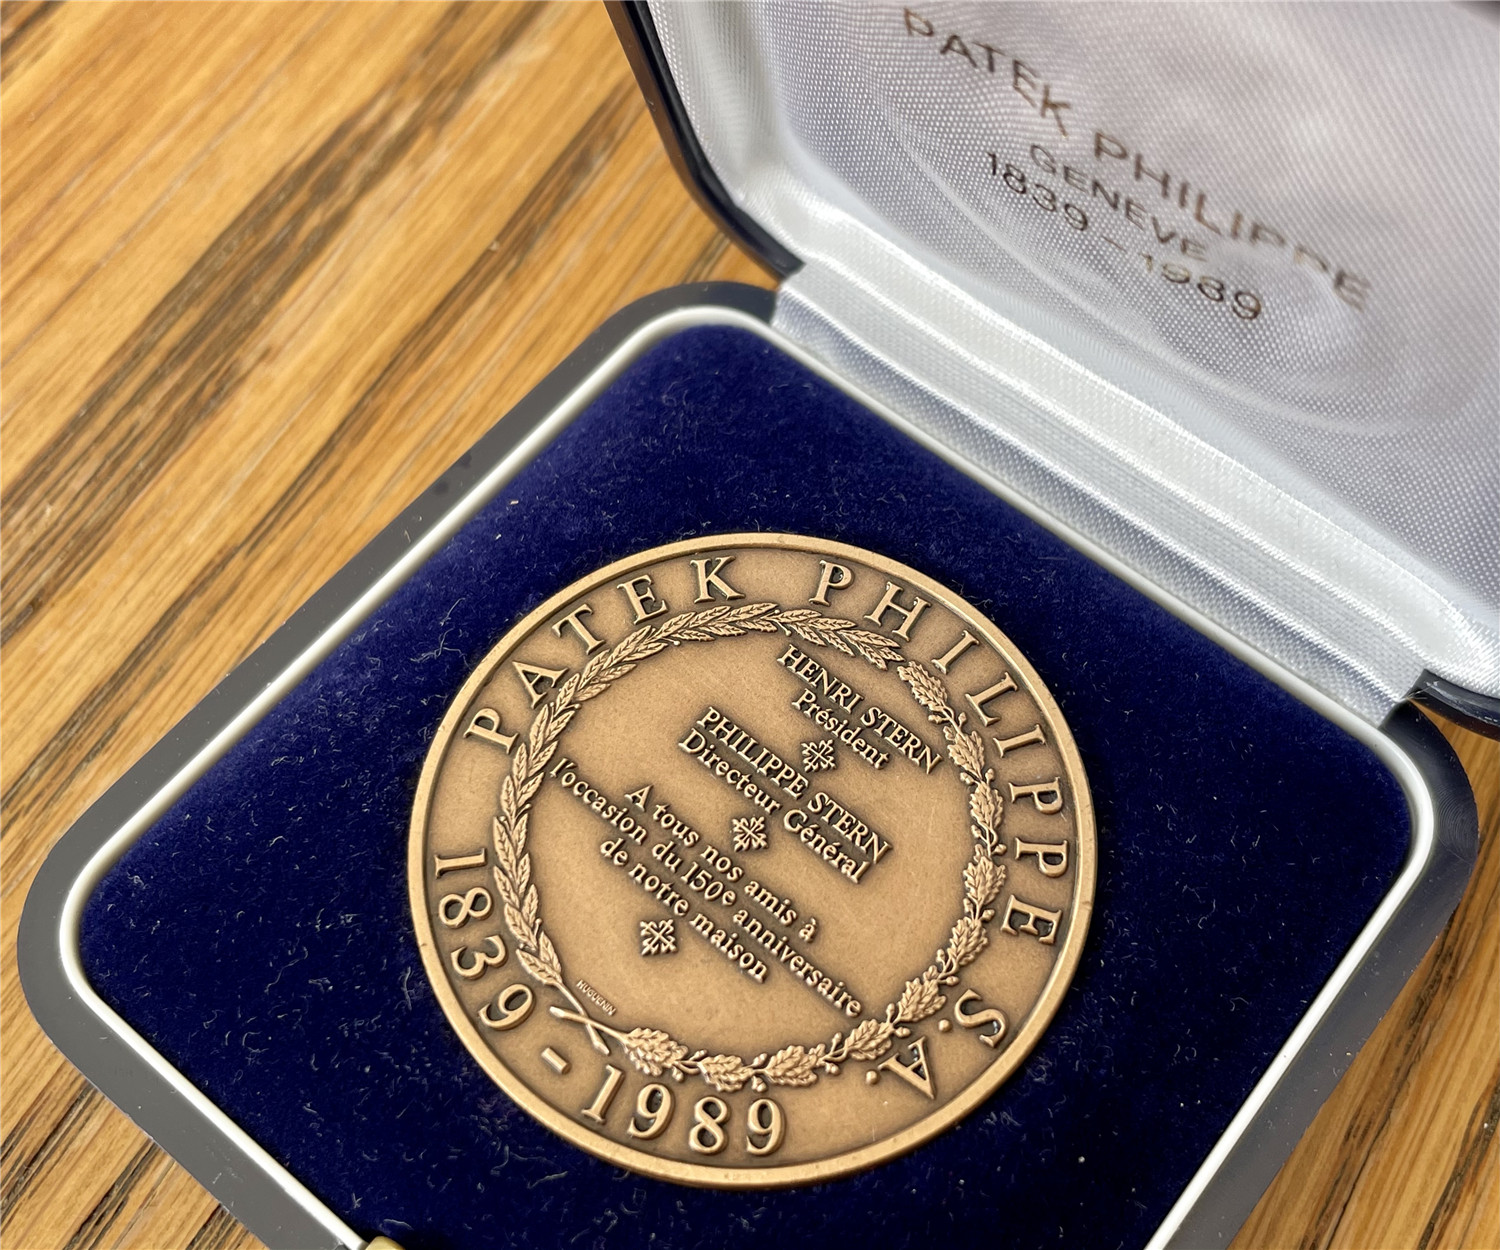 PATEK PHILIPPE
GENEVE
1839 - 1989
PATEK PHILIPPE S.A.
HENRI STERN
Président
PHILIPPE STERN
Directeur Général
A tous nos amis à
l'occasion du 150e anniversaire
de notre maison
HUGUENIN
1839 - 1989